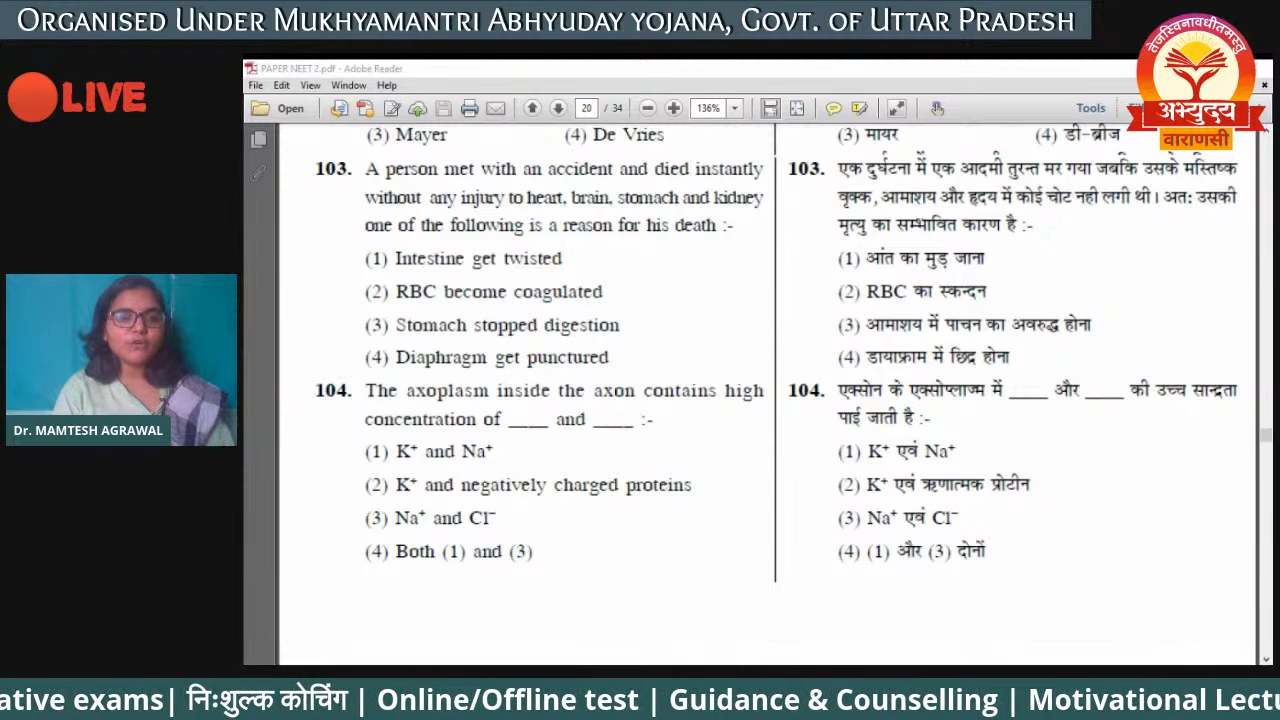 ORGANISED UNDER MUKHYAMANTRI ABHYUDAY YOJANA, GOVT. OF UTTAR PRADESH
तेजस्विनावधीतमस्तु
अभ्युदय
वाराणसी
LIVE
PAPER NEET 2.pdf - Adobe Reader
File Edit View Window Help
Open 20 / 34 136% Tools
(3) Mayer (4) De Vries
103. A person met with an accident and died instantly
without any injury to heart, brain, stomach and kidney
one of the following is a reason for his death :-
(1) Intestine get twisted
(2) RBC become coagulated
(3) Stomach stopped digestion
(4) Diaphragm get punctured
104. The axoplasm inside the axon contains high
concentration of ____ and ____ :-
(1) K⁺ and Na⁺
(2) K⁺ and negatively charged proteins
(3) Na⁺ and Cl⁻
(4) Both (1) and (3)
(3) मायर (4) डी-ब्रीज
103. एक दुर्घटना में एक आदमी तुरन्त मर गया जबकि उसके मस्तिष्क
वृक्क, आमाशय और हृदय में कोई चोट नही लगी थी। अत: उसकी
मृत्यु का सम्भावित कारण है :-
(1) आंत का मुड़ जाना
(2) RBC का स्कन्दन
(3) आमाशय में पाचन का अवरुद्ध होना
(4) डायाफ्राम में छिद्र होना
104. एक्सोन के एक्सोप्लाज्म में ____ और ____ की उच्च सान्द्रता
पाई जाती है :-
(1) K⁺ एवं Na⁺
(2) K⁺ एवं ऋणात्मक प्रोटीन
(3) Na⁺ एवं Cl⁻
(4) (1) और (3) दोनों
Dr. MAMTESH AGRAWAL
ative exams| निःशुल्क कोचिंग | Online/Offline test | Guidance & Counselling | Motivational Lectu